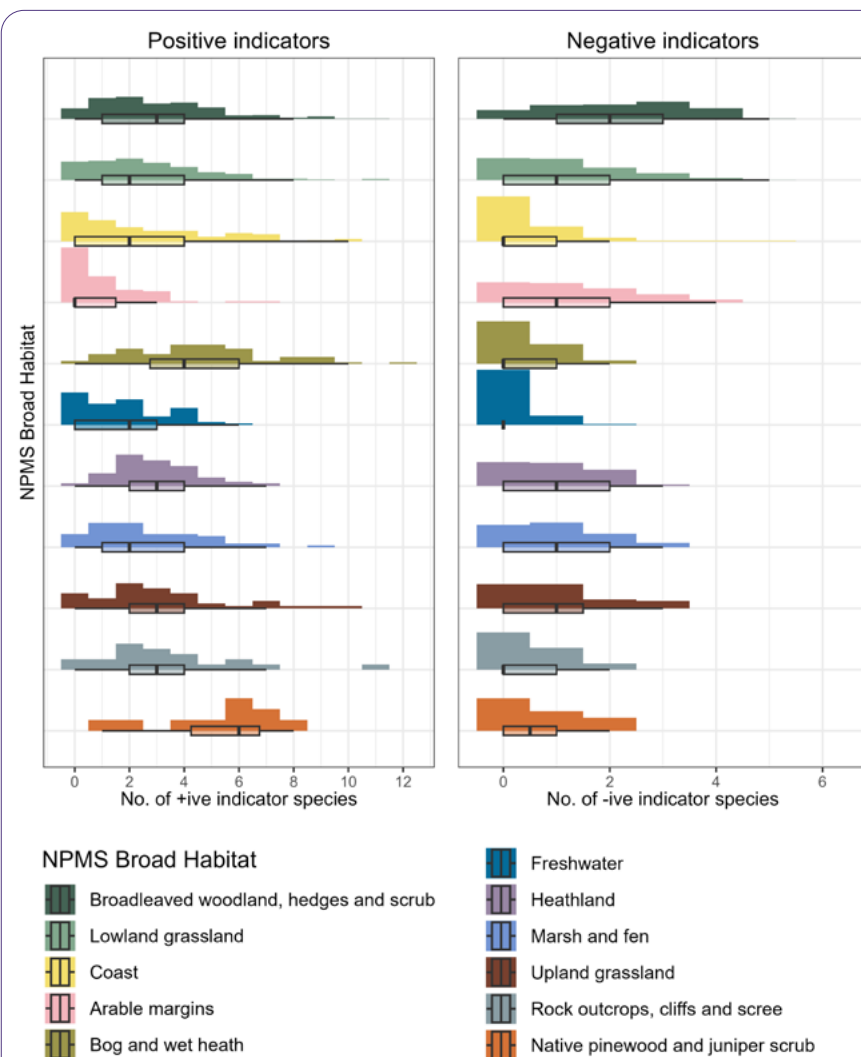 Positive indicators
Negative indicators
NPMS Broad Habitat
0 2 4 6 8 10 12
0 2 4 6
No. of +ive indicator species
No. of -ive indicator species
NPMS Broad Habitat
Broadleaved woodland, hedges and scrub
Lowland grassland
Coast
Arable margins
Bog and wet heath
Freshwater
Heathland
Marsh and fen
Upland grassland
Rock outcrops, cliffs and scree
Native pinewood and juniper scrub